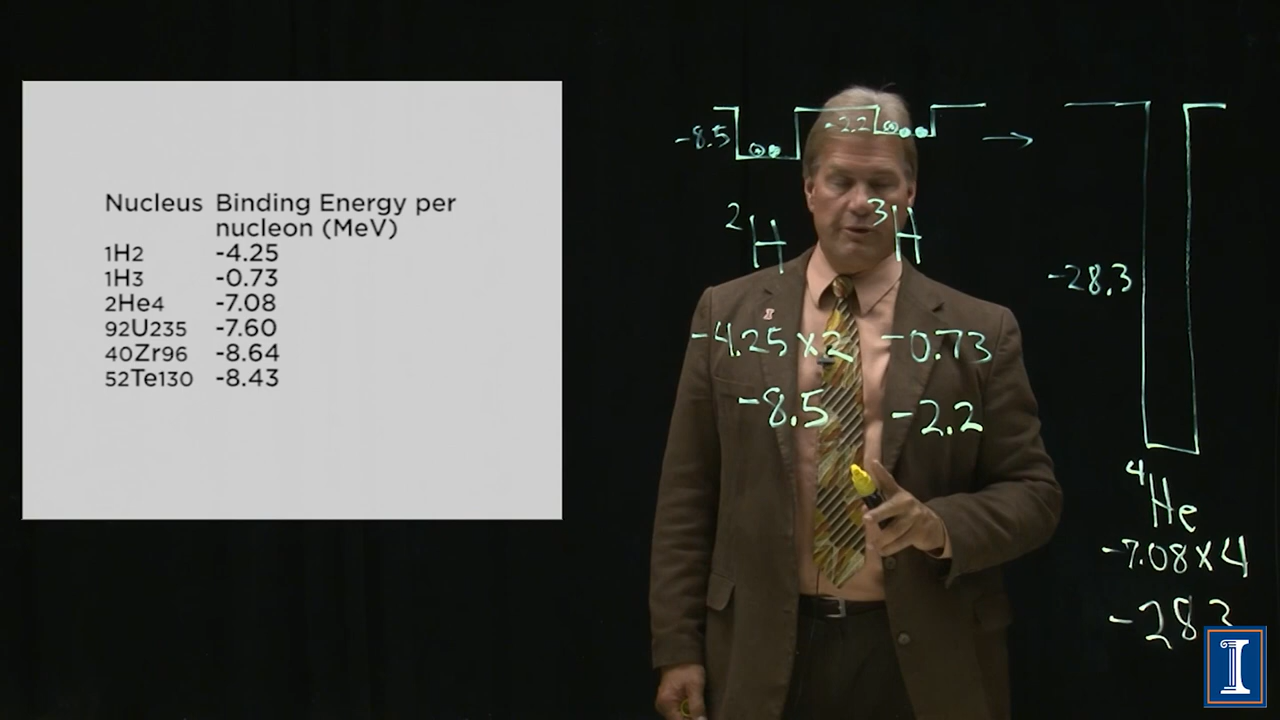 Nucleus Binding Energy per
nucleon (MeV)
1H2 -4.25
1H3 -0.73
2He4 -7.08
92U235 -7.60
40Zr96 -8.64
52Te130 -8.43
-8.5 -2.2 →
²H ³H
-28.3
-4.25 x 2 -0.73
-8.5 -2.2
⁴He
-7.08 x 4
-28.3
I